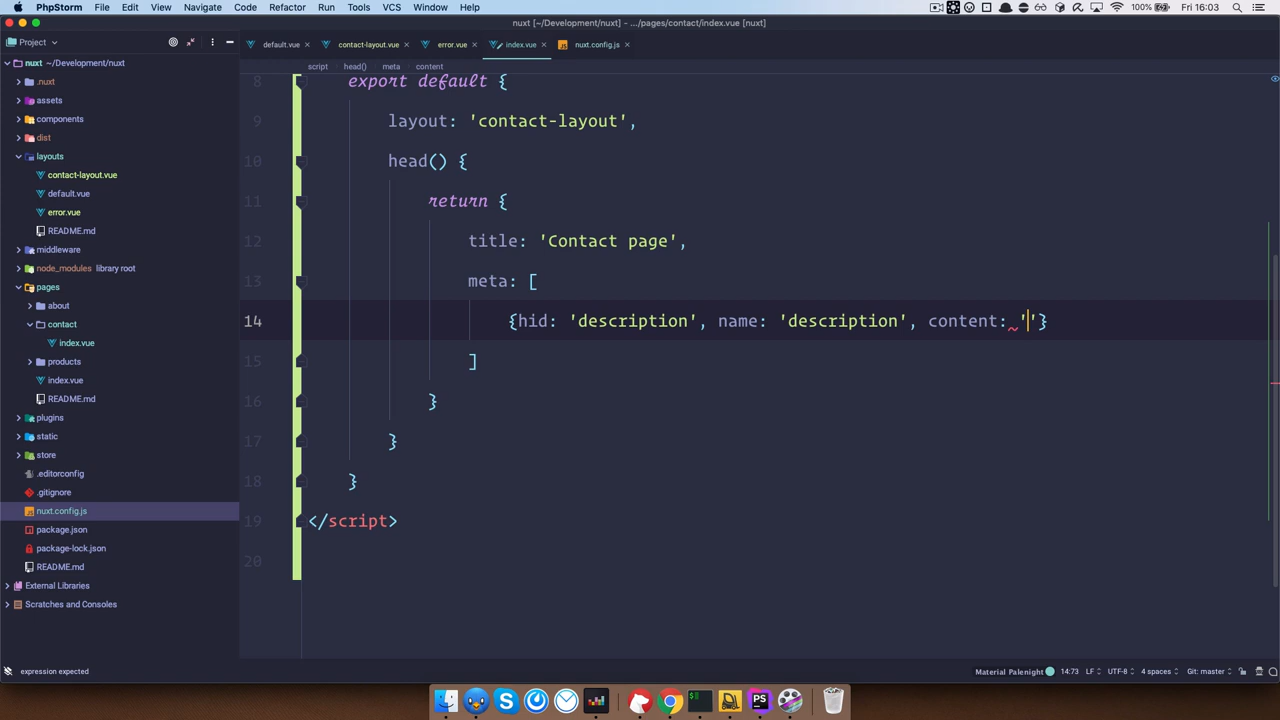 PhpStorm File Edit View Navigate Code Refactor Run Tools VCS Window Help 100% Fri 16:03
nuxt [~/Development/nuxt] - .../pages/contact/index.vue [nuxt]
Project default.vue contact-layout.vue error.vue index.vue nuxt.config.js
nuxt ~/Development/nuxt script head() meta content
.nuxt
assets
components
dist
layouts
contact-layout.vue
default.vue
error.vue
README.md
middleware
node_modules library root
pages
about
contact
index.vue
products
index.vue
README.md
plugins
static
store
.editorconfig
.gitignore
nuxt.config.js
package.json
package-lock.json
README.md
External Libraries
Scratches and Consoles
8 export default {
9 layout: 'contact-layout',
10 head() {
11 return {
12 title: 'Contact page',
13 meta: [
14 {hid: 'description', name: 'description', content: ''}
15 ]
16 }
17 }
18 }
19 </script>
20
expression expected Material Palenight 14:73 LF UTF-8 4 spaces Git: master
PS